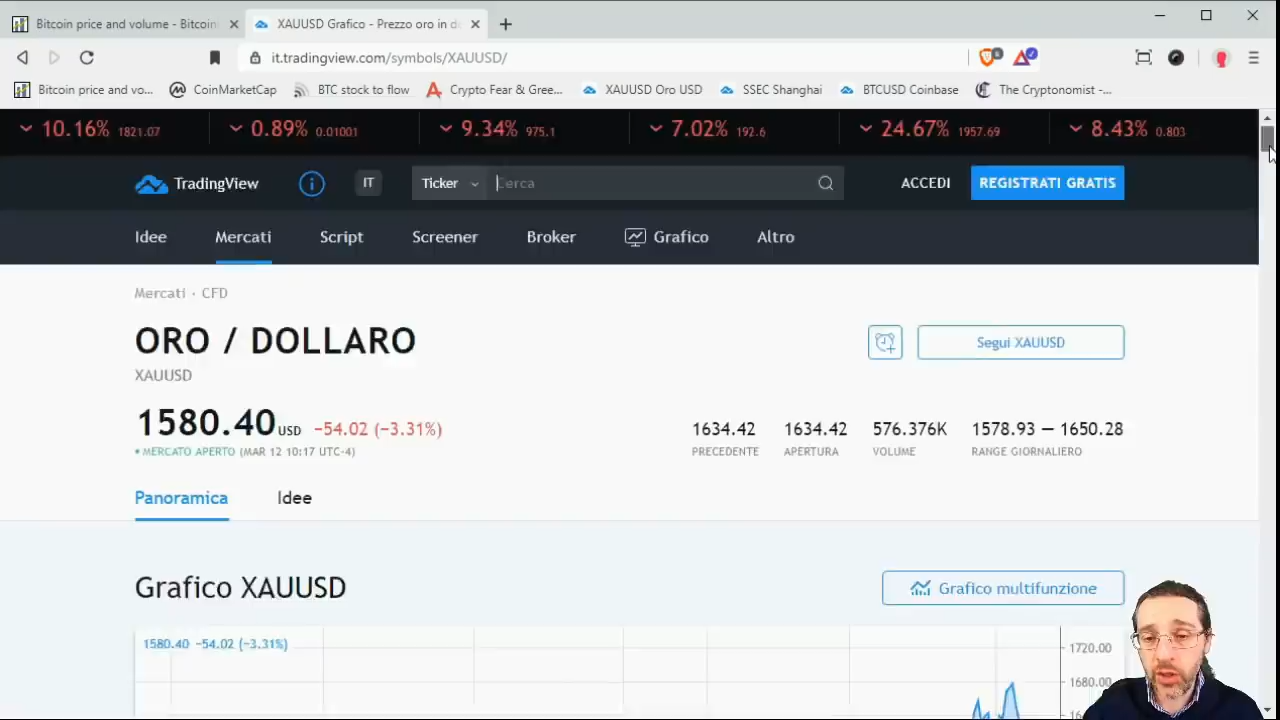 Bitcoin price and volume - Bitcoin
XAUUSD Grafico - Prezzo oro in d
it.tradingview.com/symbols/XAUUSD/
Bitcoin price and vo...
CoinMarketCap
BTC stock to flow
Crypto Fear & Gree...
XAUUSD Oro USD
SSEC Shanghai
BTCUSD Coinbase
The Cryptonomist -...
10.16% 1821.07
0.89% 0.01001
9.34% 975.1
7.02% 192.6
24.67% 1957.69
8.43% 0.803
TradingView
IT
Ticker
Cerca
ACCEDI
REGISTRATI GRATIS
Idee
Mercati
Script
Screener
Broker
Grafico
Altro
Mercati · CFD
ORO / DOLLARO
Segui XAUUSD
XAUUSD
1580.40 USD −54.02 (−3.31%)
MERCATO APERTO (MAR 12 10:17 UTC-4)
1634.42
PRECEDENTE
1634.42
APERTURA
576.376K
VOLUME
1578.93 — 1650.28
RANGE GIORNALIERO
Panoramica
Idee
Grafico XAUUSD
Grafico multifunzione
1580.40 −54.02 (−3.31%)
1720.00
1680.00